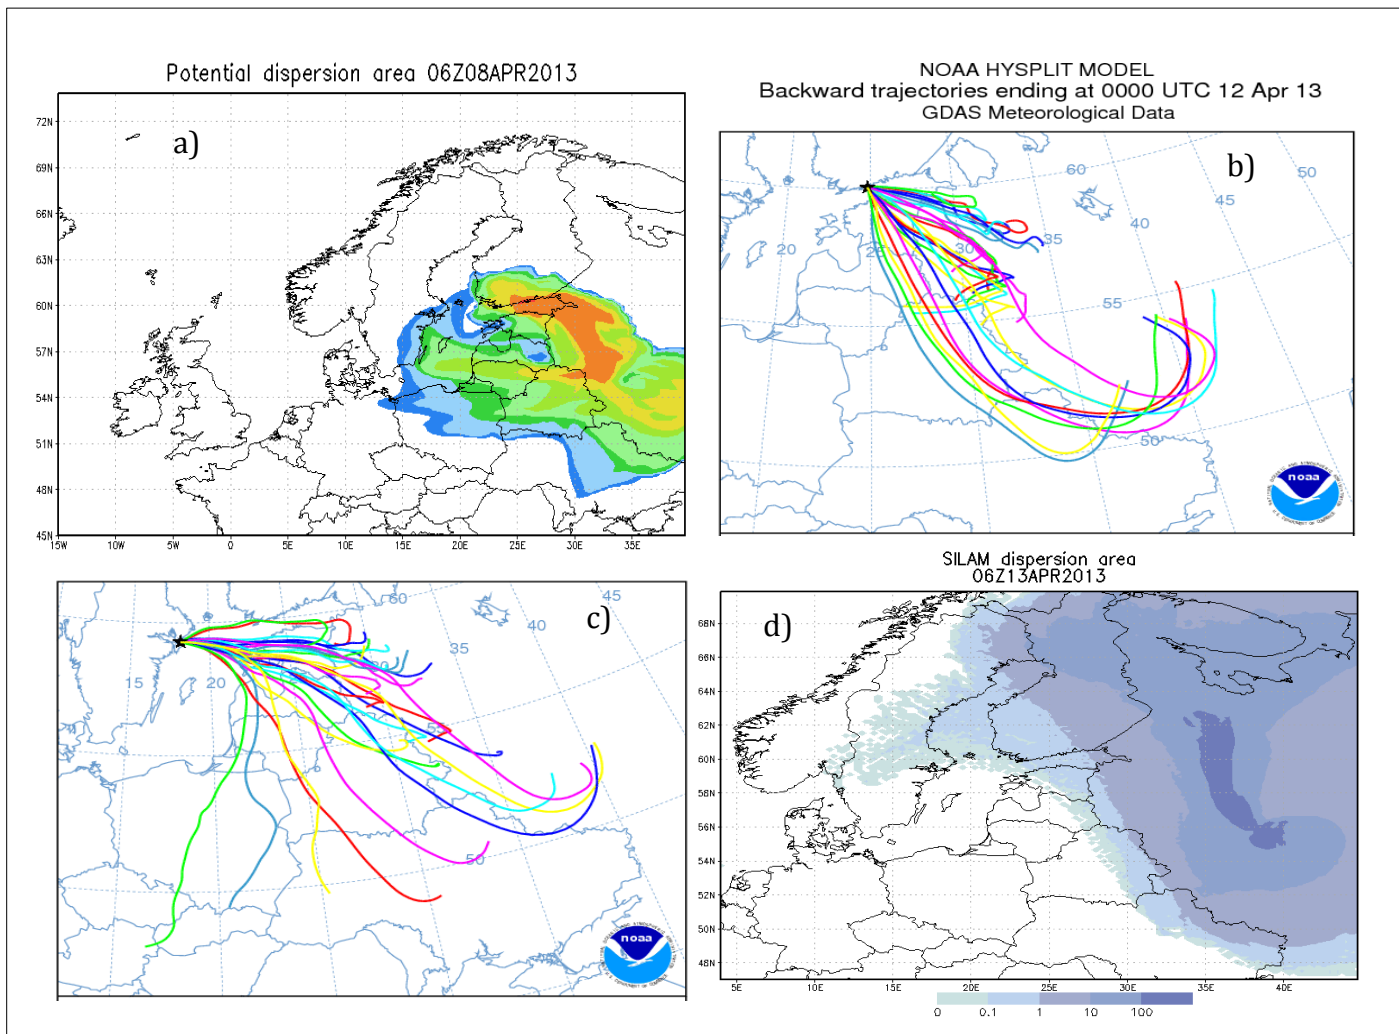 Potential dispersion area 06Z08APR2013
a)
72N
69N
66N
63N
60N
57N
54N
51N
48N
45N
15W 10W 5W 0 5E 10E 15E 20E 25E 30E 35E
NOAA HYSPLIT MODEL
Backward trajectories ending at 0000 UTC 12 Apr 13
GDAS Meteorological Data
b)
60 50
45
40
35
30
20 25
55
50
noaa
c)
60 45
40
35
30
15 20
55
50
noaa
SILAM dispersion area
06Z13APR2013
d)
68N
66N
64N
62N
60N
58N
56N
54N
52N
50N
48N
5E 10E 15E 20E 25E 30E 35E 40E
0 0.1 1 10 100